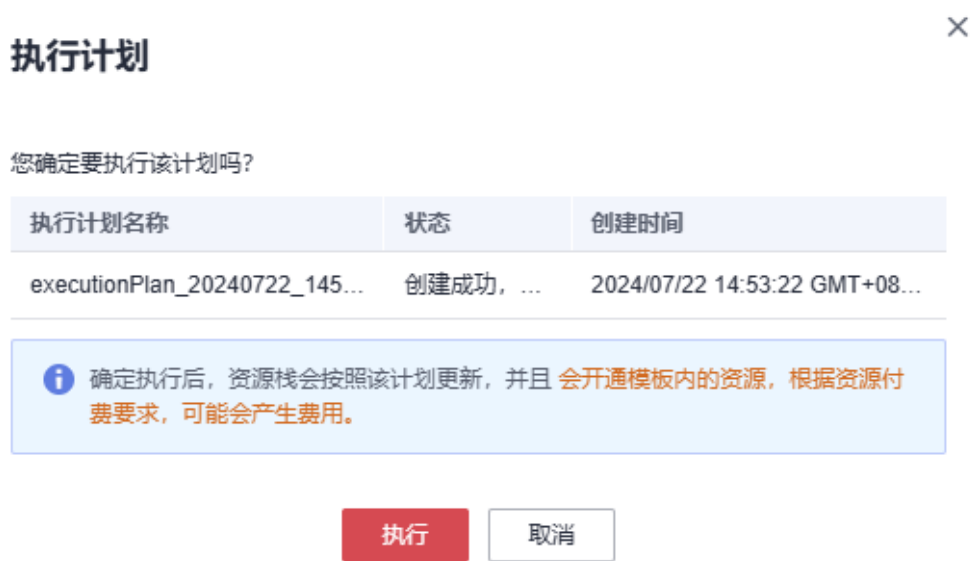 执行计划
您确定要执行该计划吗?
执行计划名称 状态 创建时间
executionPlan_20240722_145... 创建成功，... 2024/07/22 14:53:22 GMT+08...
确定执行后，资源栈会按照该计划更新，并且 会开通模板内的资源，根据资源付
费要求，可能会产生费用。
执行 取消